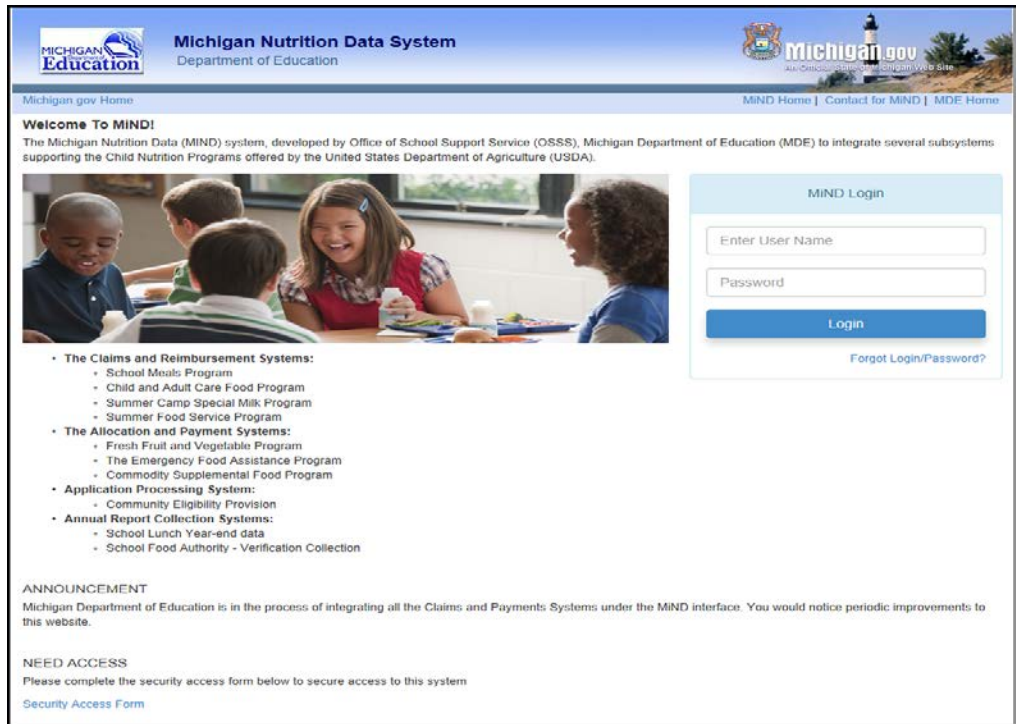 MICHIGAN
Department of
Education
Michigan Nutrition Data System
Department of Education
Michigan.gov
An Official State of Michigan Web Site
Michigan gov Home
MiND Home | Contact for MiND | MDE Home
Welcome To MiND!
The Michigan Nutrition Data (MIND) system, developed by Office of School Support Service (OSSS), Michigan Department of Education (MDE) to integrate several subsystems
supporting the Child Nutrition Programs offered by the United States Department of Agriculture (USDA).
MiND Login
Enter User Name
Password
Login
Forgot Login/Password?
• The Claims and Reimbursement Systems:
◦ School Meals Program
◦ Child and Adult Care Food Program
◦ Summer Camp Special Milk Program
◦ Summer Food Service Program
• The Allocation and Payment Systems:
◦ Fresh Fruit and Vegetable Program
◦ The Emergency Food Assistance Program
◦ Commodity Supplemental Food Program
• Application Processing System:
◦ Community Eligibility Provision
• Annual Report Collection Systems:
◦ School Lunch Year-end data
◦ School Food Authority - Verification Collection
ANNOUNCEMENT
Michigan Department of Education is in the process of integrating all the Claims and Payments Systems under the MiND interface. You would notice periodic improvements to
this website.
NEED ACCESS
Please complete the security access form below to secure access to this system
Security Access Form